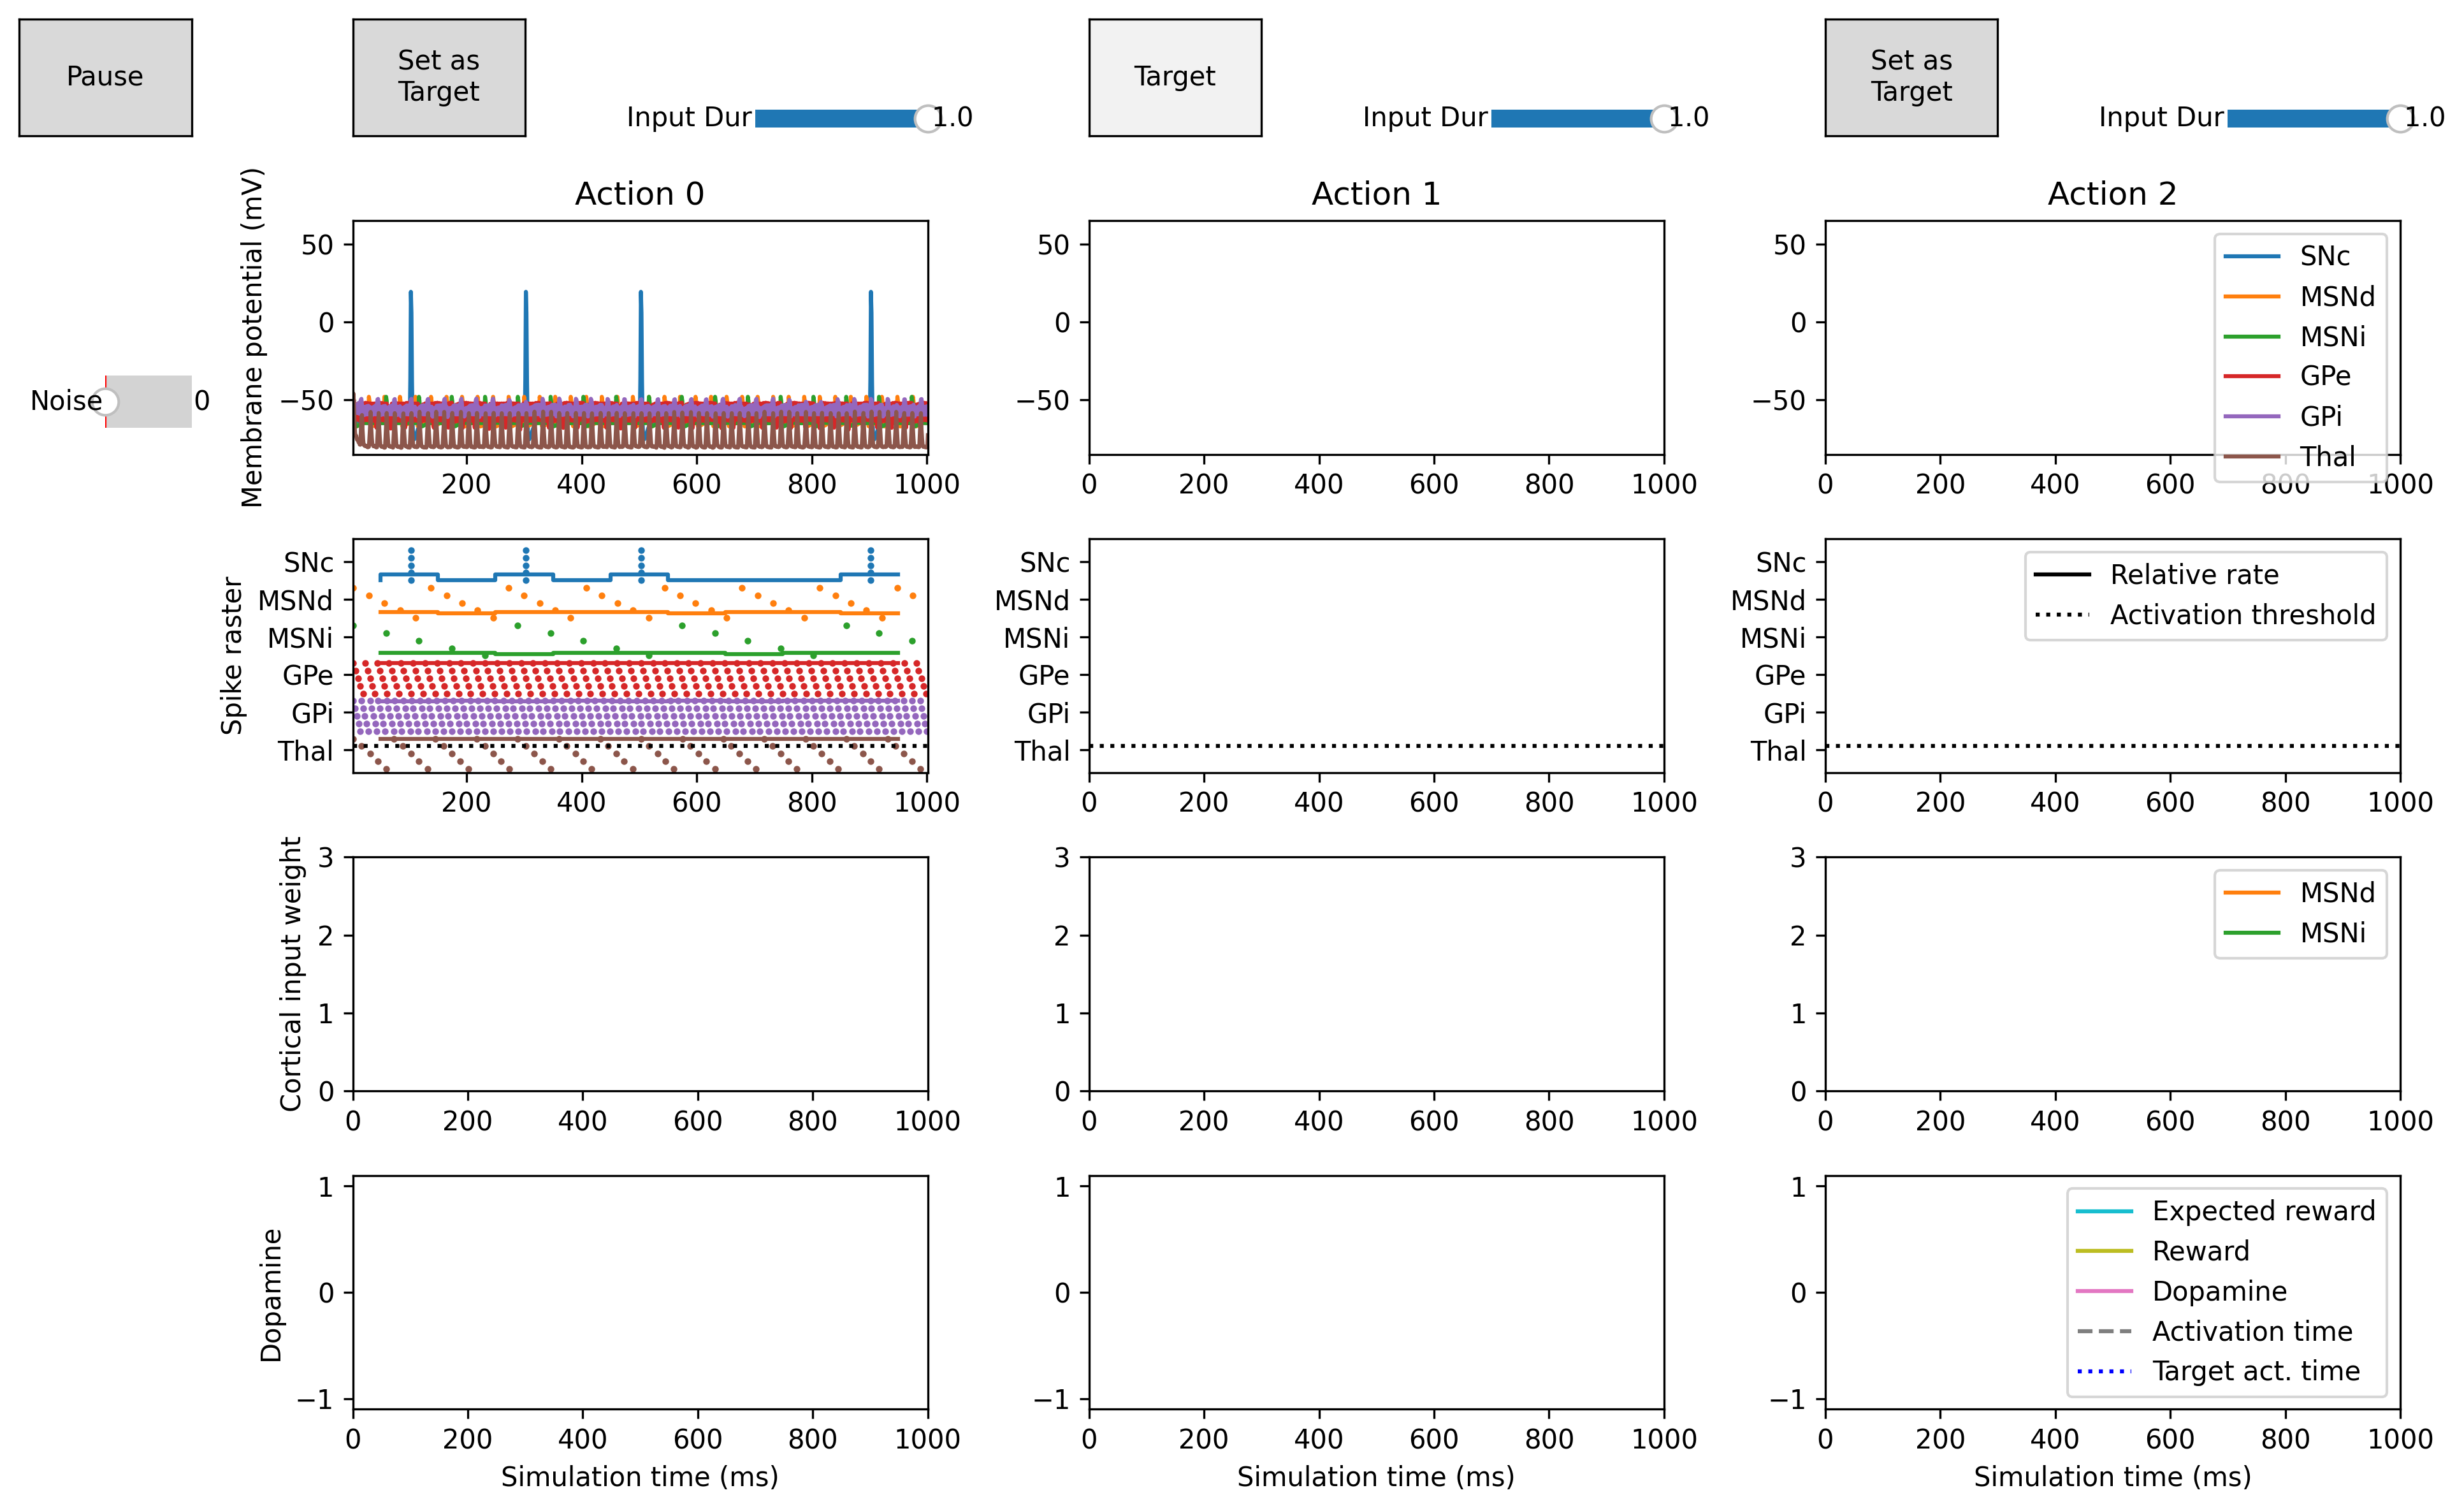 Pause
Set as
Target
Input Dur 1.0
Target
Input Dur 1.0
Set as
Target
Input Dur 1.0
Noise 0
Action 0
Membrane potential (mV)
50
0
−50
200 400 600 800 1000
Action 1
50
0
−50
0 200 400 600 800 1000
Action 2
50
0
−50
0 200 400 600 800 1000
SNc
MSNd
MSNi
GPe
GPi
Thal
Spike raster
SNc
MSNd
MSNi
GPe
GPi
Thal
200 400 600 800 1000
SNc
MSNd
MSNi
GPe
GPi
Thal
0 200 400 600 800 1000
SNc
MSNd
MSNi
GPe
GPi
Thal
0 200 400 600 800 1000
Relative rate
Activation threshold
Cortical input weight
3
2
1
0
0 200 400 600 800 1000
3
2
1
0
0 200 400 600 800 1000
3
2
1
0
0 200 400 600 800 1000
MSNd
MSNi
Dopamine
1
0
−1
0 200 400 600 800 1000
Simulation time (ms)
1
0
−1
0 200 400 600 800 1000
Simulation time (ms)
1
0
−1
0 200 400 600 800 1000
Simulation time (ms)
Expected reward
Reward
Dopamine
Activation time
Target act. time